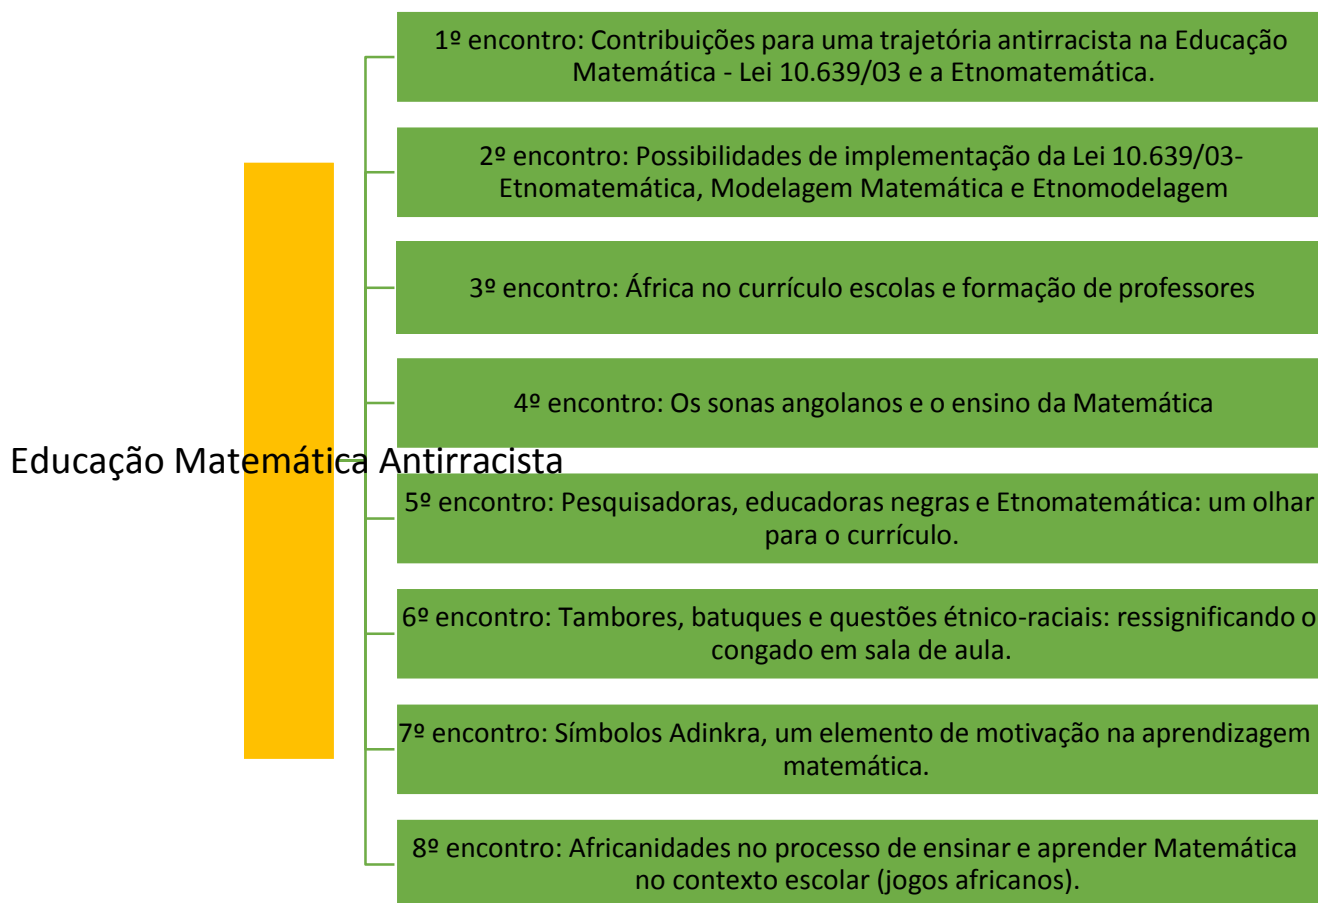 1º encontro: Contribuições para uma trajetória antirracista na Educação
Matemática - Lei 10.639/03 e a Etnomatemática.
2º encontro: Possibilidades de implementação da Lei 10.639/03-
Etnomatemática, Modelagem Matemática e Etnomodelagem
3º encontro: África no currículo escolas e formação de professores
4º encontro: Os sonas angolanos e o ensino da Matemática
Educação Matemática Antirracista
5º encontro: Pesquisadoras, educadoras negras e Etnomatemática: um olhar
para o currículo.
6º encontro: Tambores, batuques e questões étnico-raciais: ressignificando o
congado em sala de aula.
7º encontro: Símbolos Adinkra, um elemento de motivação na aprendizagem
matemática.
8º encontro: Africanidades no processo de ensinar e aprender Matemática
no contexto escolar (jogos africanos).